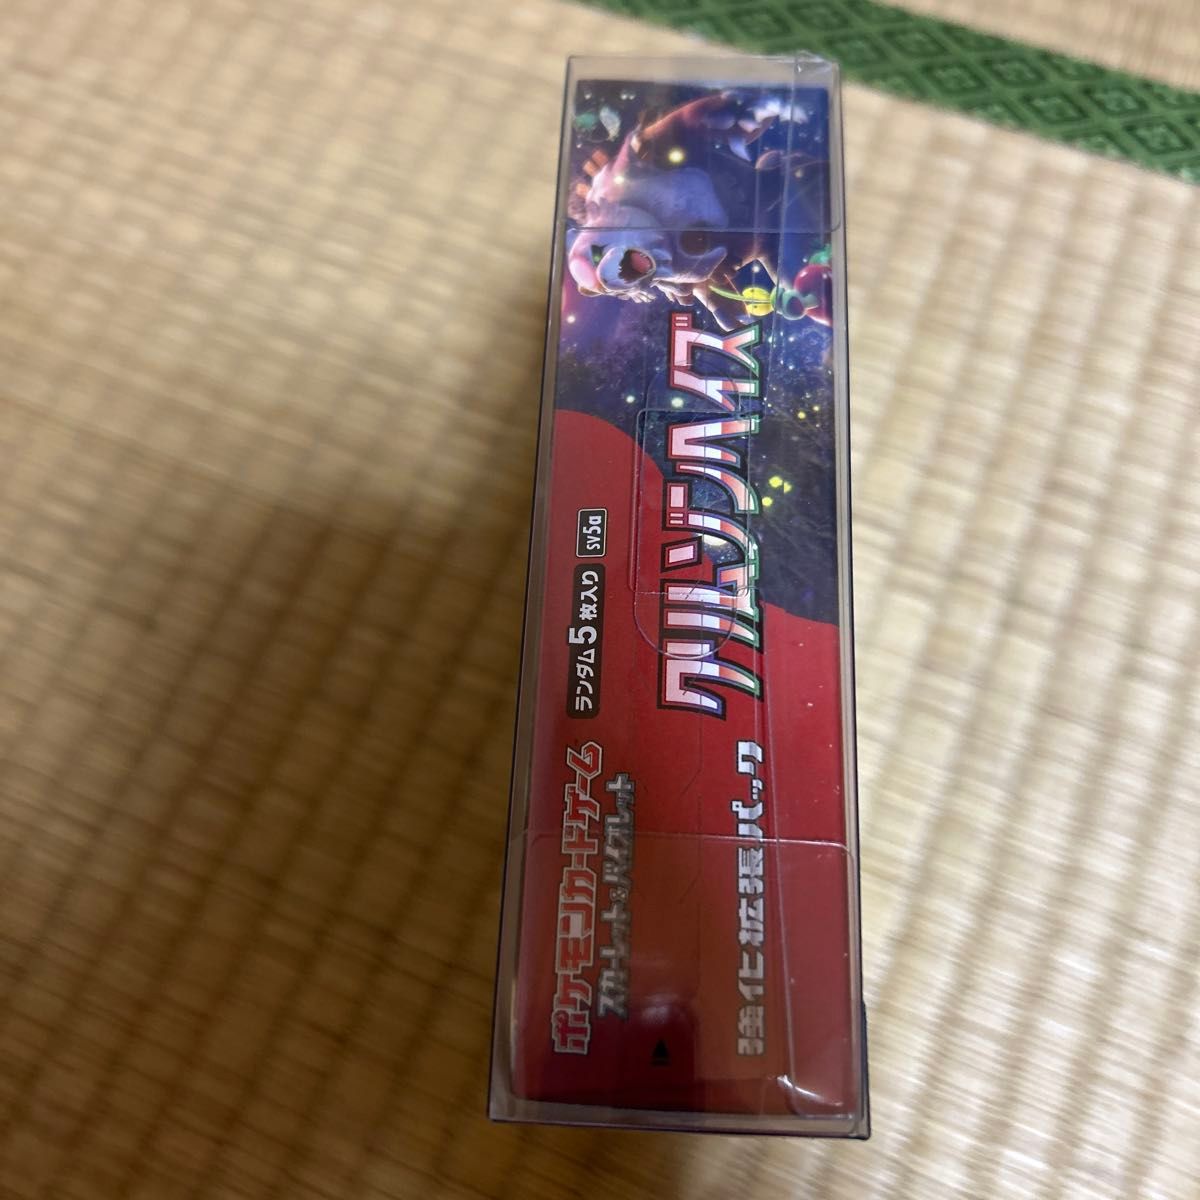 ポケモンカードゲーム
スカーレット&バイオレット
ランダム5枚入り
SV5a
クリムゾンヘイズ
強化拡張パック